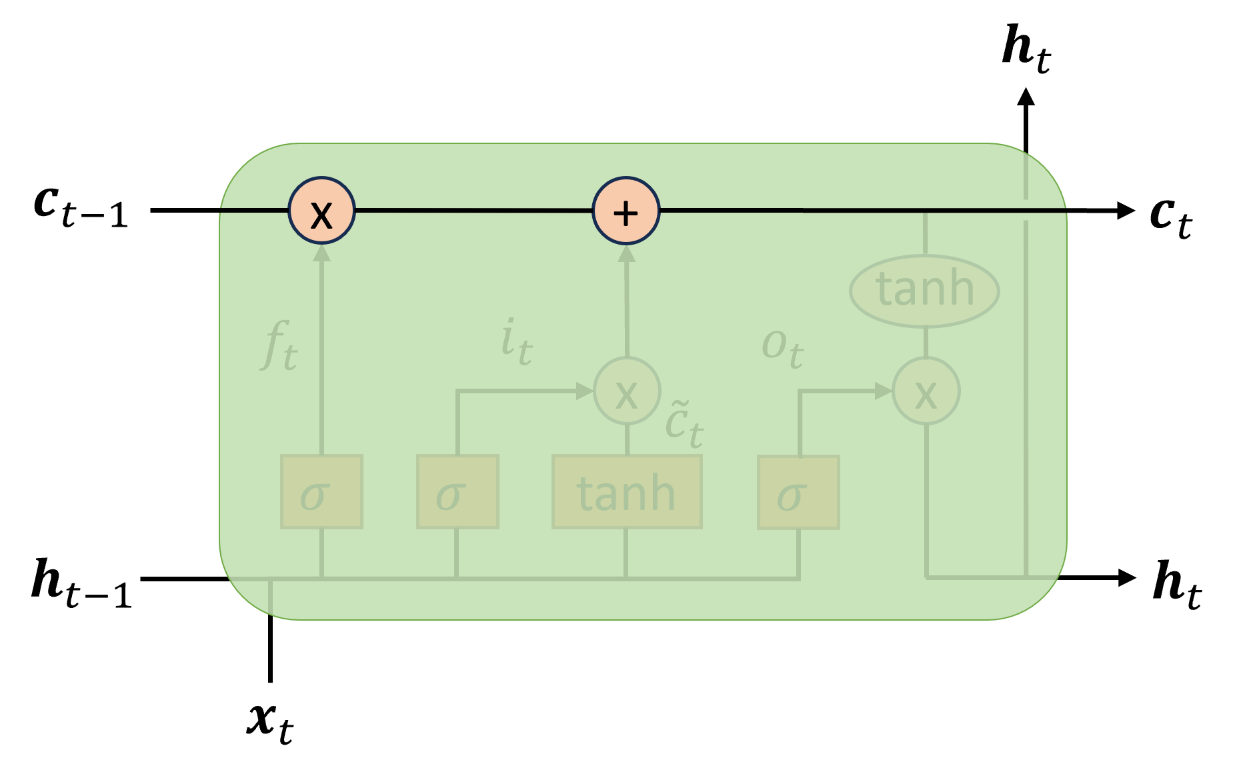 h_t
c_{t−1} x + c_t
tanh
f_t i_t o_t
x x
c̃_t
σ σ tanh σ
h_{t−1} h_t
x_t